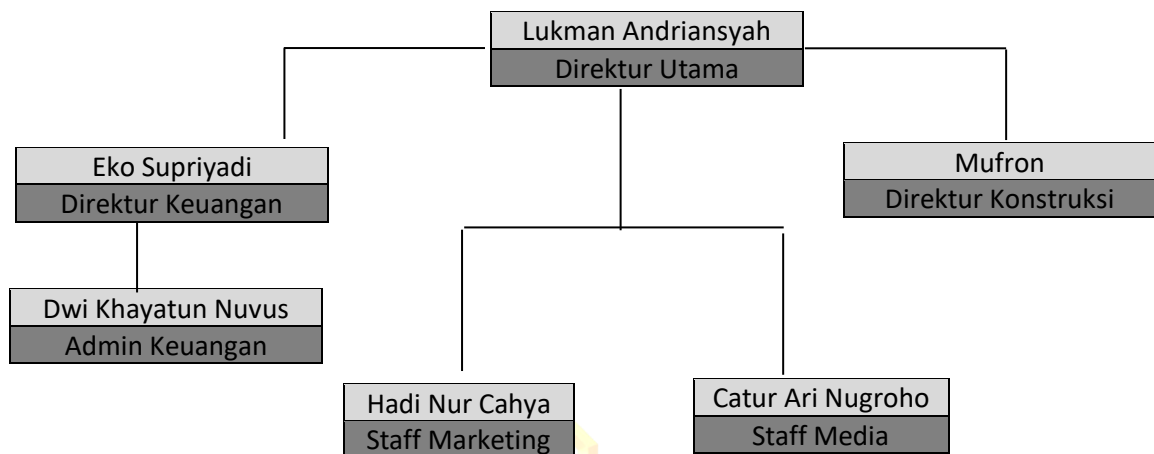 Lukman Andriansyah
Direktur Utama
Eko Supriyadi
Direktur Keuangan
Mufron
Direktur Konstruksi
Dwi Khayatun Nuvus
Admin Keuangan
Hadi Nur Cahya
Staff Marketing
Catur Ari Nugroho
Staff Media